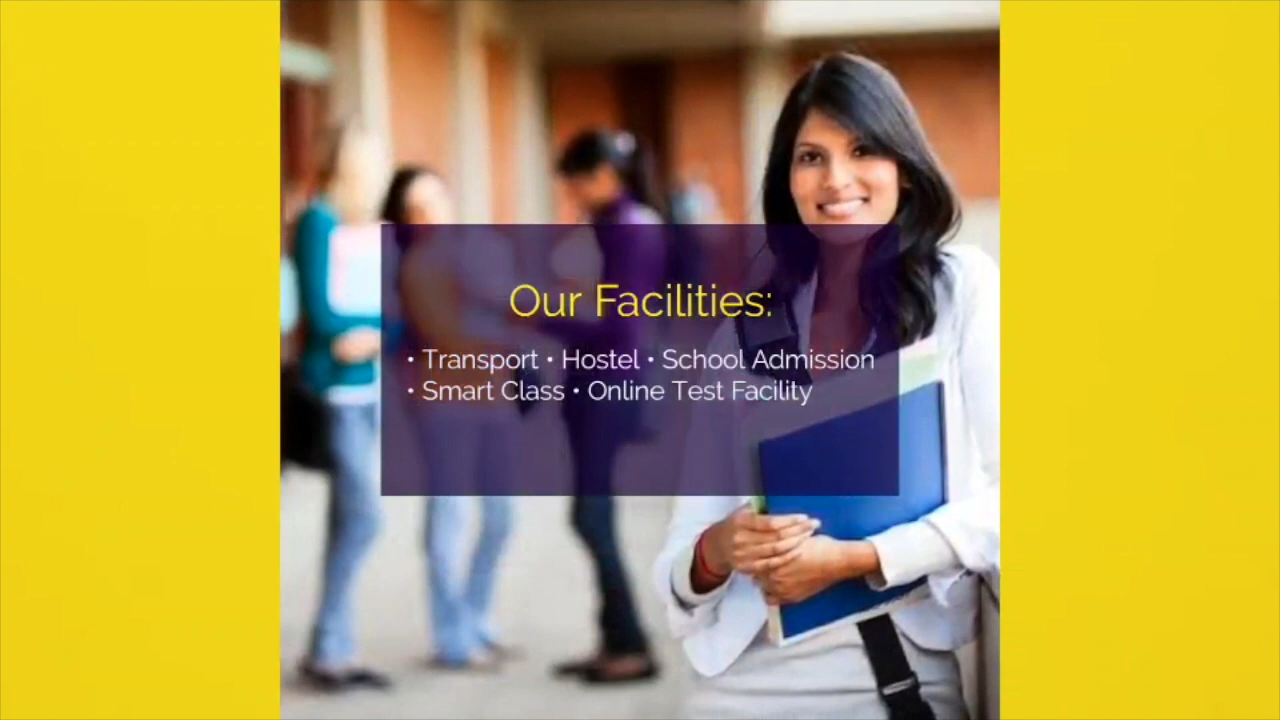 Our Facilities:
• Transport • Hostel • School Admission
• Smart Class • Online Test Facility